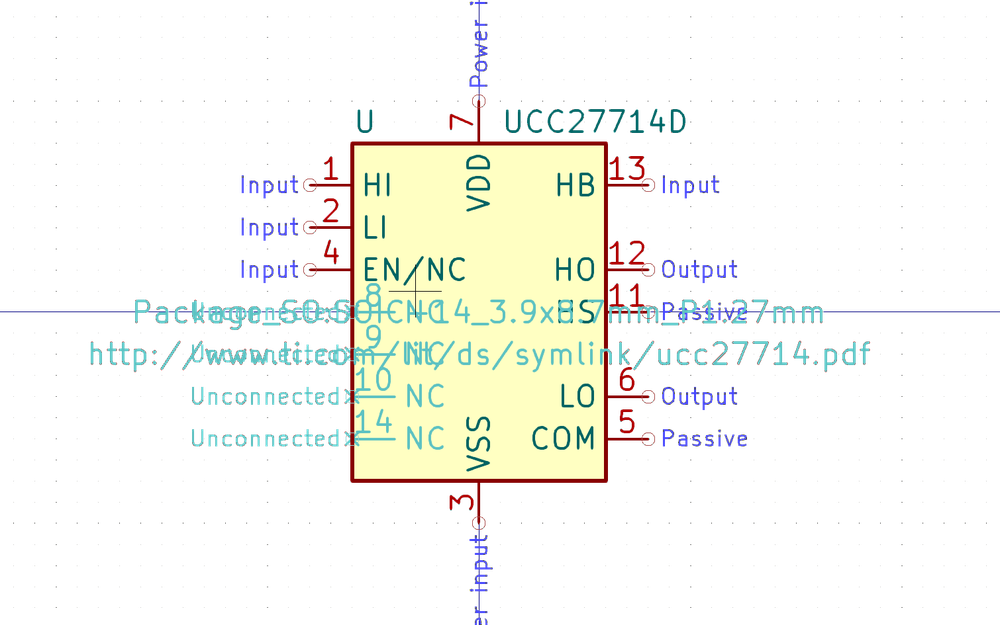 Power i
7
U UCC27714D
VDD
Input 1 HI HB 13 Input
Input 2 LI
Input 4 EN/NC HO 12 Output
8 NC HS 11 Passive
Unconnected
Package_SO:SOIC-14_3.9x8.7mm_P1.27mm
Unconnected 9 NC
http://www.ti.com/lit/ds/symlink/ucc27714.pdf
Unconnected 10 NC LO 6 Output
Unconnected 14 NC COM 5 Passive
VSS
3
er input